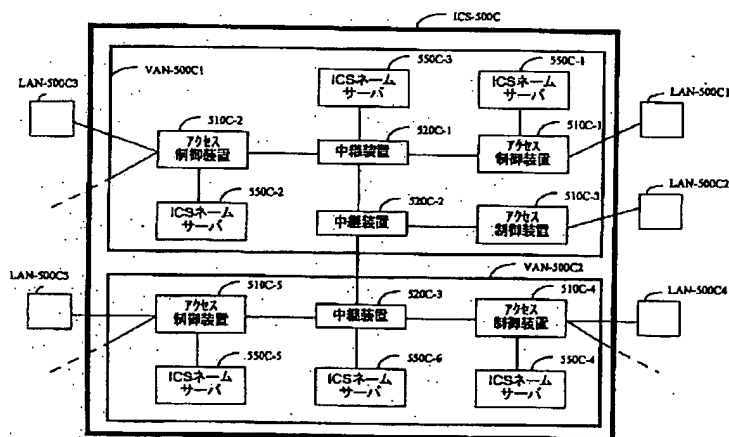 ICS-500C
550C-3
550C-1
VAN-500C1
ICSネーム
サーバ
ICSネーム
サーバ
LAN-500C3
LAN-500C1
510C-2
520C-1
510C-1
アクセス
制御装置
中継装置
アクセス
制御装置
550C-2
520C-2
510C-3
LAN-500C2
ICSネーム
サーバ
中継装置
アクセス
制御装置
VAN-500C2
LAN-500C5
510C-5
520C-3
510C-4
LAN-500C4
アクセス
制御装置
中継装置
アクセス
制御装置
550C-5
550C-6
550C-4
ICSネーム
サーバ
ICSネーム
サーバ
ICSネーム
サーバ